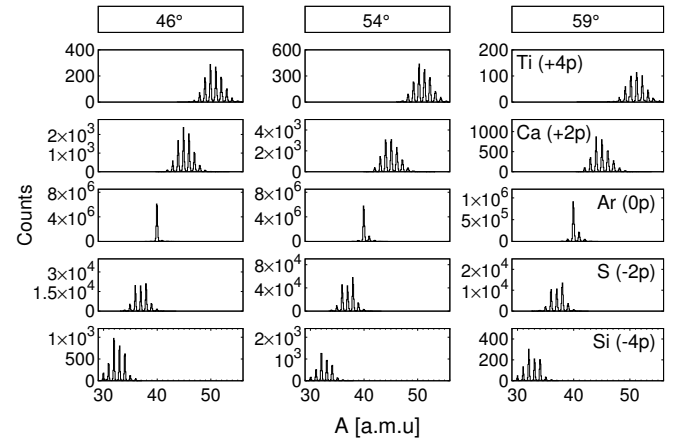 46° 54° 59°
400 600 200 Ti (+4p)
200 300 100
0 0 0
2×10³ 4×10³ 1000 Ca (+2p)
1×10³ 2×10³ 500
0 0 0
8×10⁶ 8×10⁶ 1×10⁶ Ar (0p)
4×10⁶ 4×10⁶ 5×10⁵
0 0 0
3×10⁴ 8×10⁴ 2×10⁴ S (-2p)
1.5×10⁴ 4×10⁴ 1×10⁴
0 0 0
1×10³ 2×10³ 400 Si (-4p)
500 1×10³ 200
0 0 0
30 40 50 30 40 50 30 40 50
Counts
A [a.m.u]